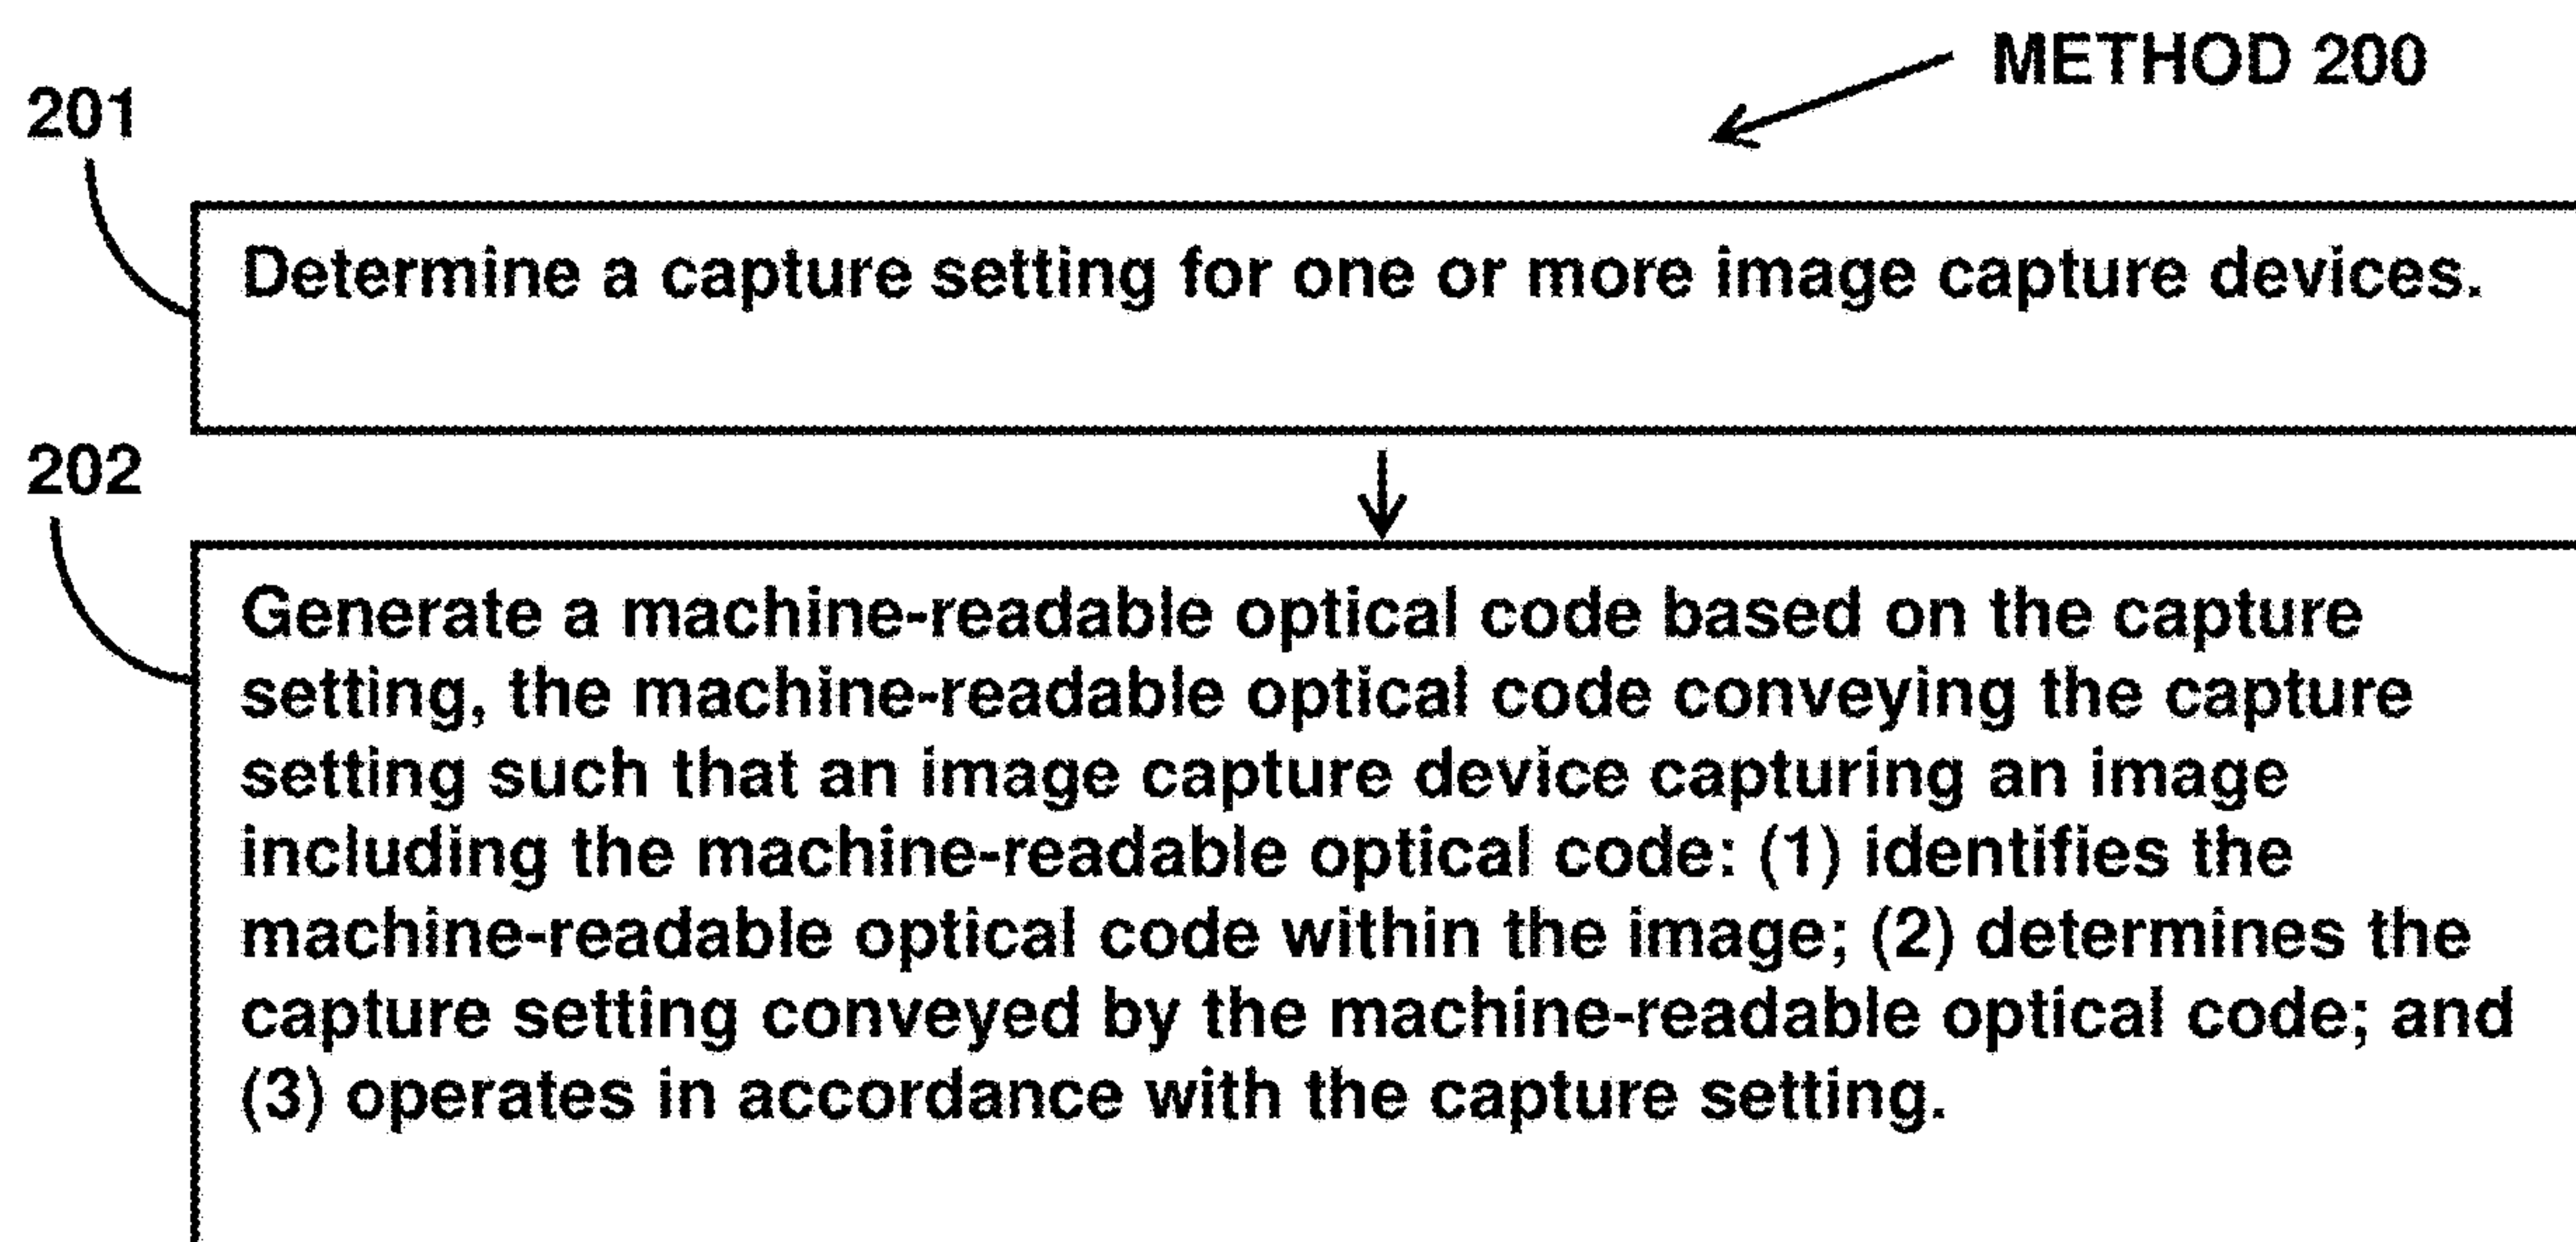 METHOD 200
201
Determine a capture setting for one or more image capture devices.
202
Generate a machine-readable optical code based on the capture
setting, the machine-readable optical code conveying the capture
setting such that an image capture device capturing an image
including the machine-readable optical code: (1) identifies the
machine-readable optical code within the image; (2) determines the
capture setting conveyed by the machine-readable optical code; and
(3) operates in accordance with the capture setting.